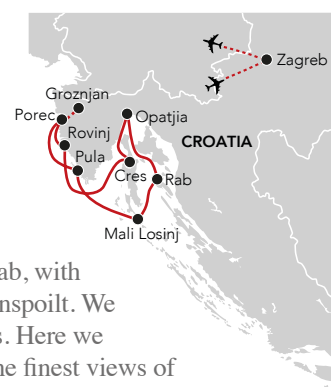 Zagreb
Groznjan
Porec
Opatjia
Rovinj
CROATIA
Pula
Cres
Rab
Mali Losinj
ab, with
nspoilt. We
s. Here we
ne finest views of